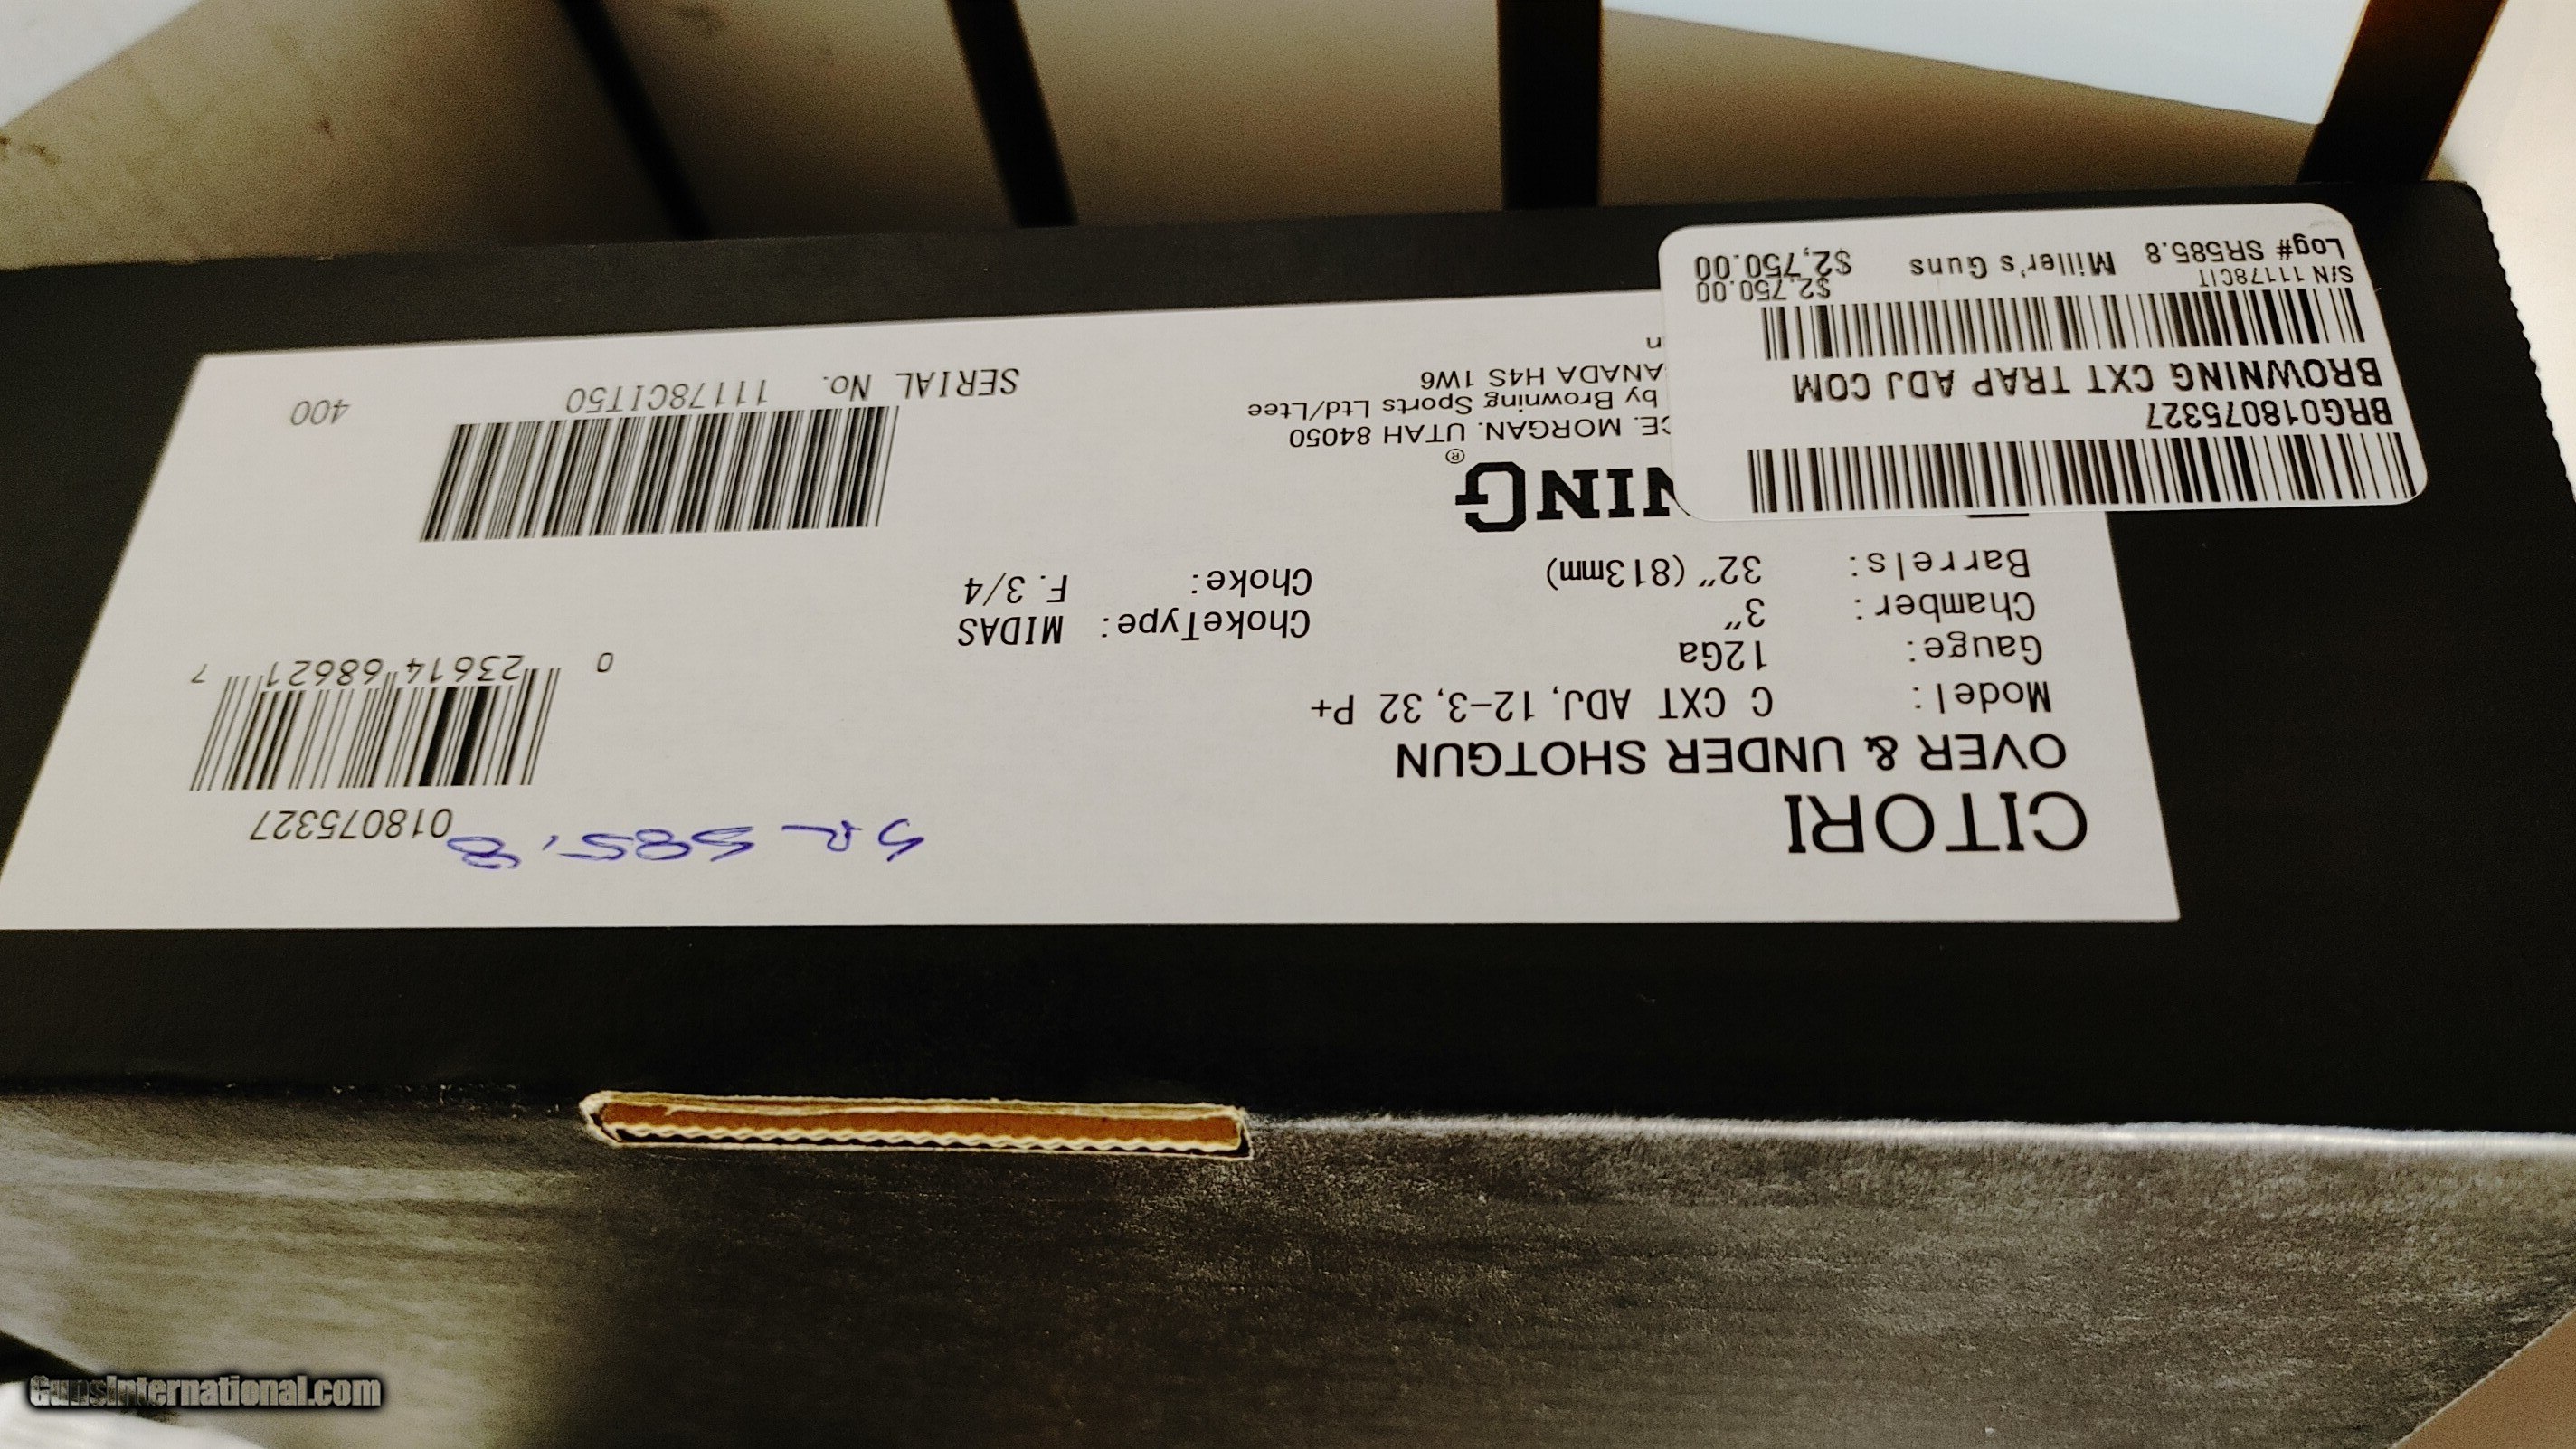 CITORI
OVER & UNDER SHOTGUN
Model: C CXT ADJ, 12-3, 32 P+
Gauge: 12Ga
Chamber: 3"
Barrels: 32" (813mm)
ChokeType: MIDAS
Choke: F. 3/4
SR 585.8
018075327
0 23614 68621 7
NING®
CE. MORGAN. UTAH 84050
by Browning Sports Ltd/Ltee
ANADA H4S 1W6
n
SERIAL No. 11178CIT50
400
BRG018075327
BROWNING CXT TRAP ADJ COM
S/N 11178CIT
$2,750.00
Log# SR585.8 Miller's Guns $2,750.00
GunsInternational.com